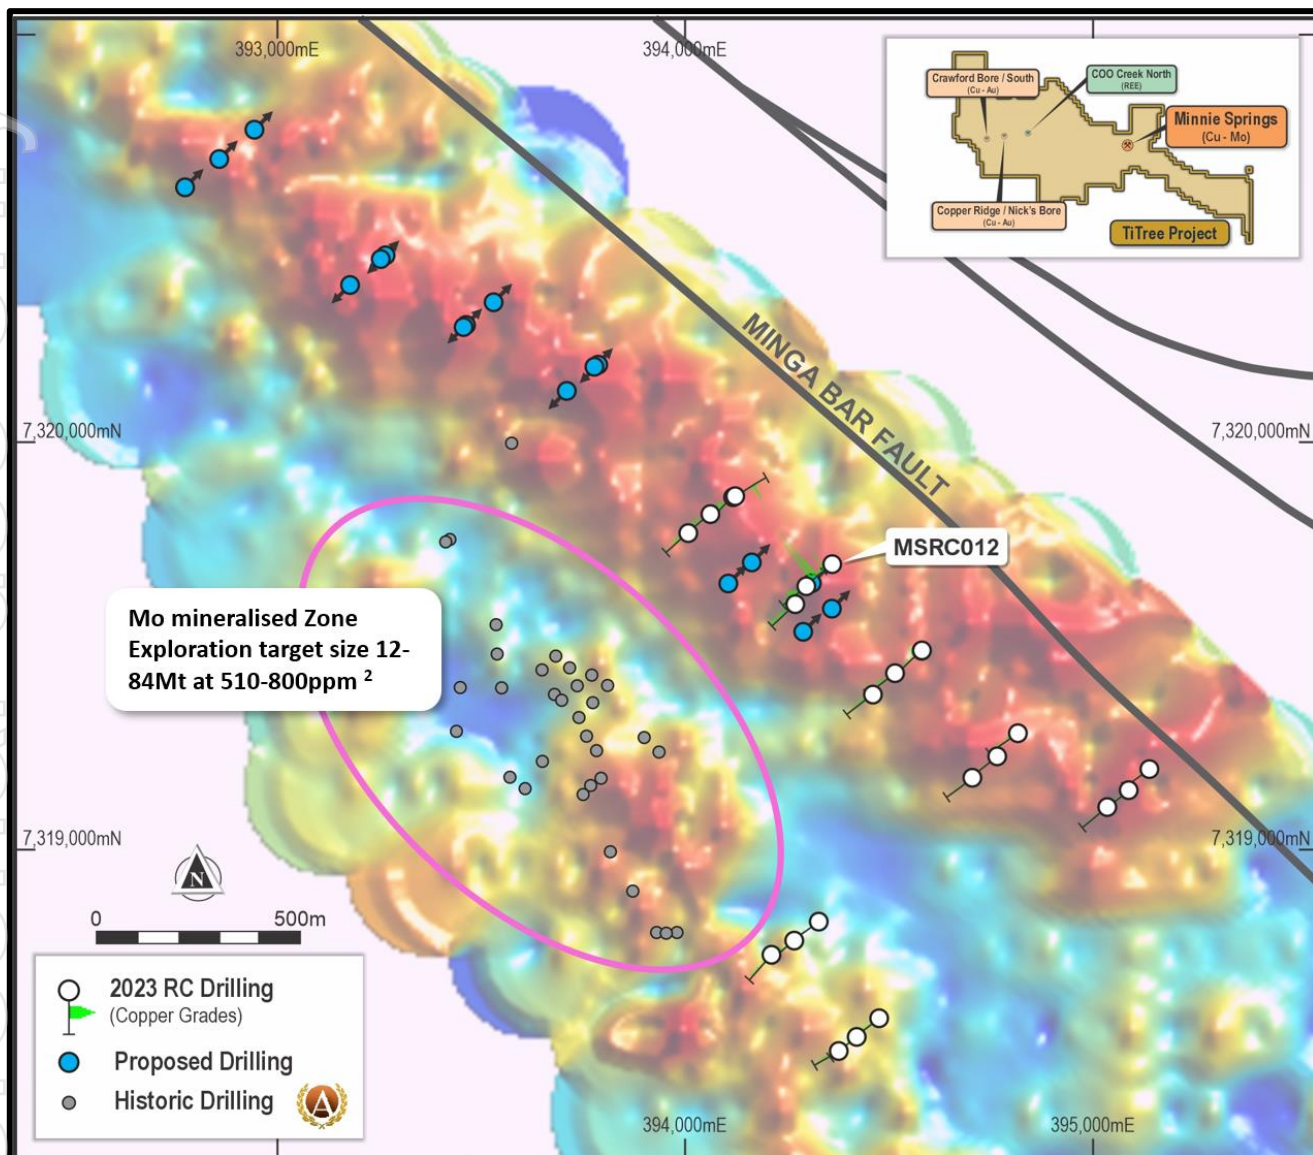 393,000mE
394,000mE
Crawford Bore / South
(Cu - Au)
COO Creek North
(REE)
Minnie Springs
(Cu - Mo)
Copper Ridge / Nick's Bore
(Cu - Au)
TiTree Project
MINGA BAR FAULT
7,320,000mN
7,320,000mN
MSRC012
Mo mineralised Zone
Exploration target size 12-
84Mt at 510-800ppm ²
7,319,000mN
7,319,000mN
N
0 500m
2023 RC Drilling
(Copper Grades)
Proposed Drilling
Historic Drilling
A
394,000mE
395,000mE